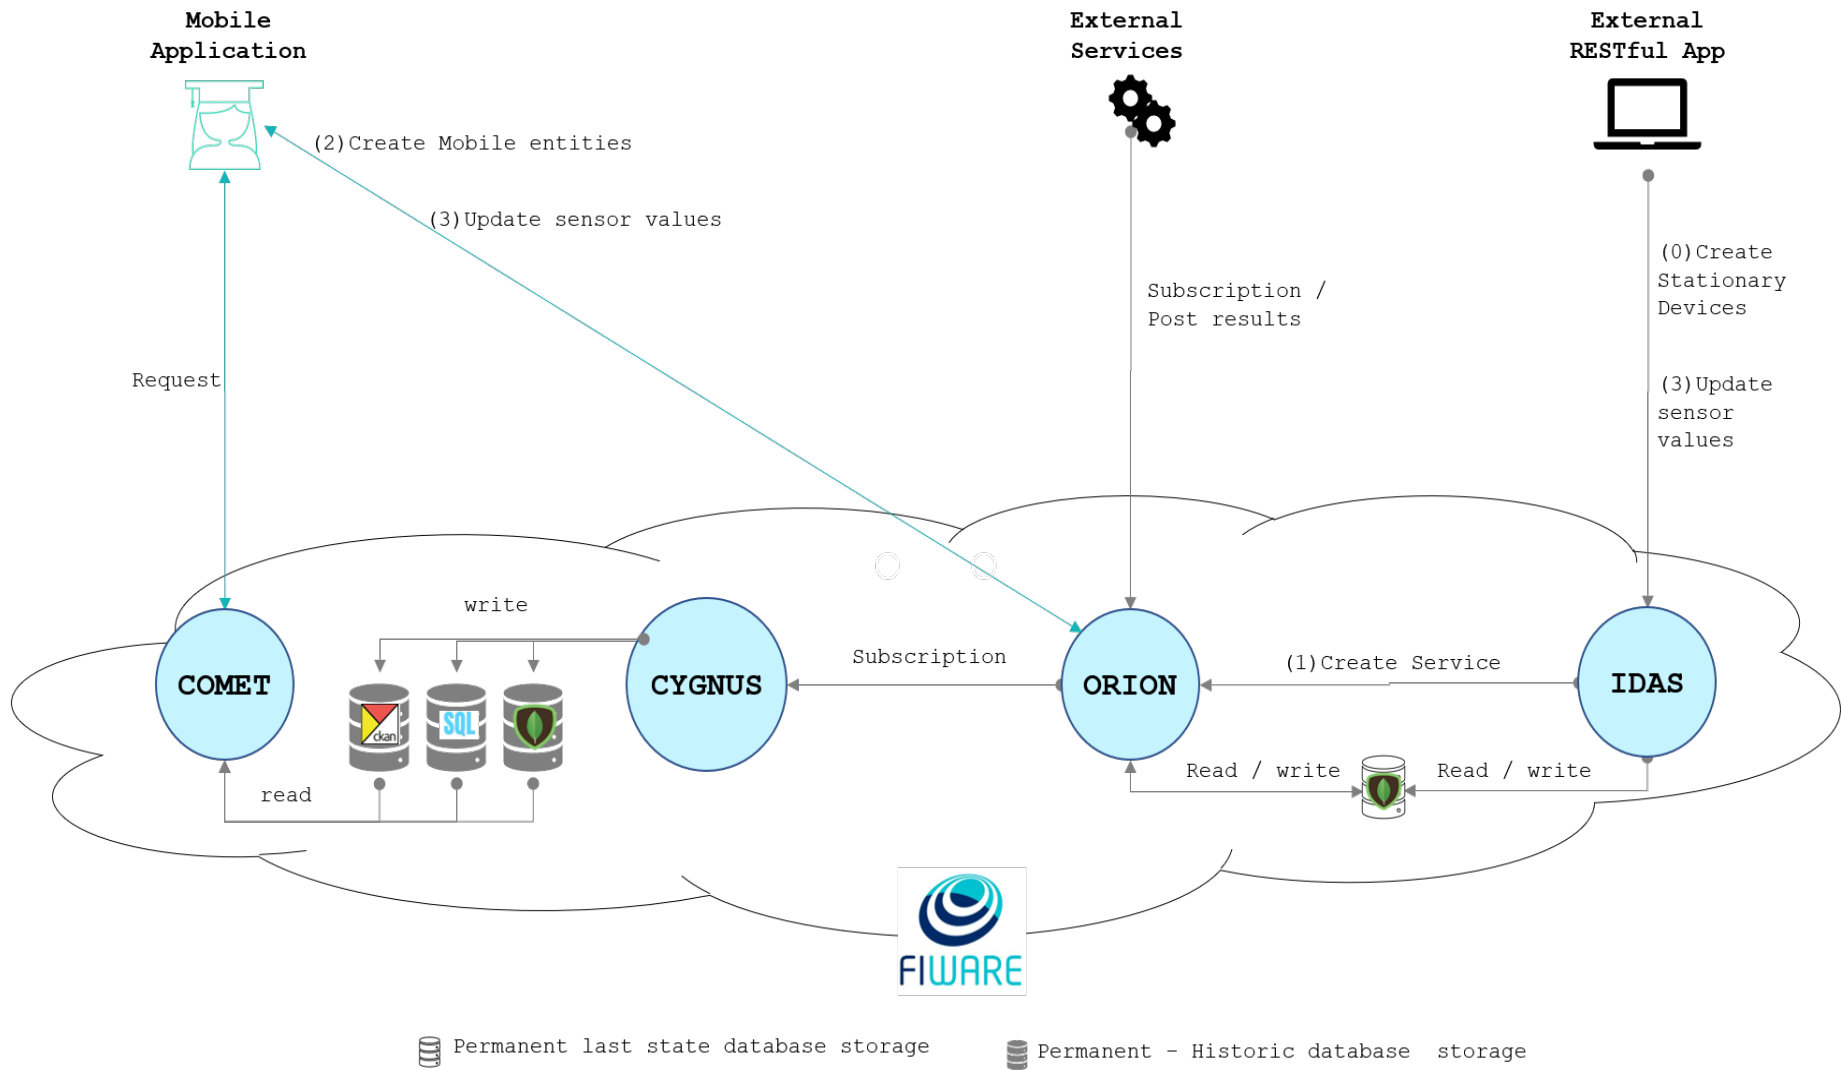 Mobile
Application
External
Services
External
RESTful App
(2)Create Mobile entities
(3)Update sensor values
(0)Create
Stationary
Devices
Subscription /
Post results
Request
(3)Update
sensor
values
write
COMET
CYGNUS
Subscription
ORION
(1)Create Service
IDAS
ckan
SQL
read
Read / write
Read / write
FIWARE
Permanent last state database storage
Permanent - Historic database storage